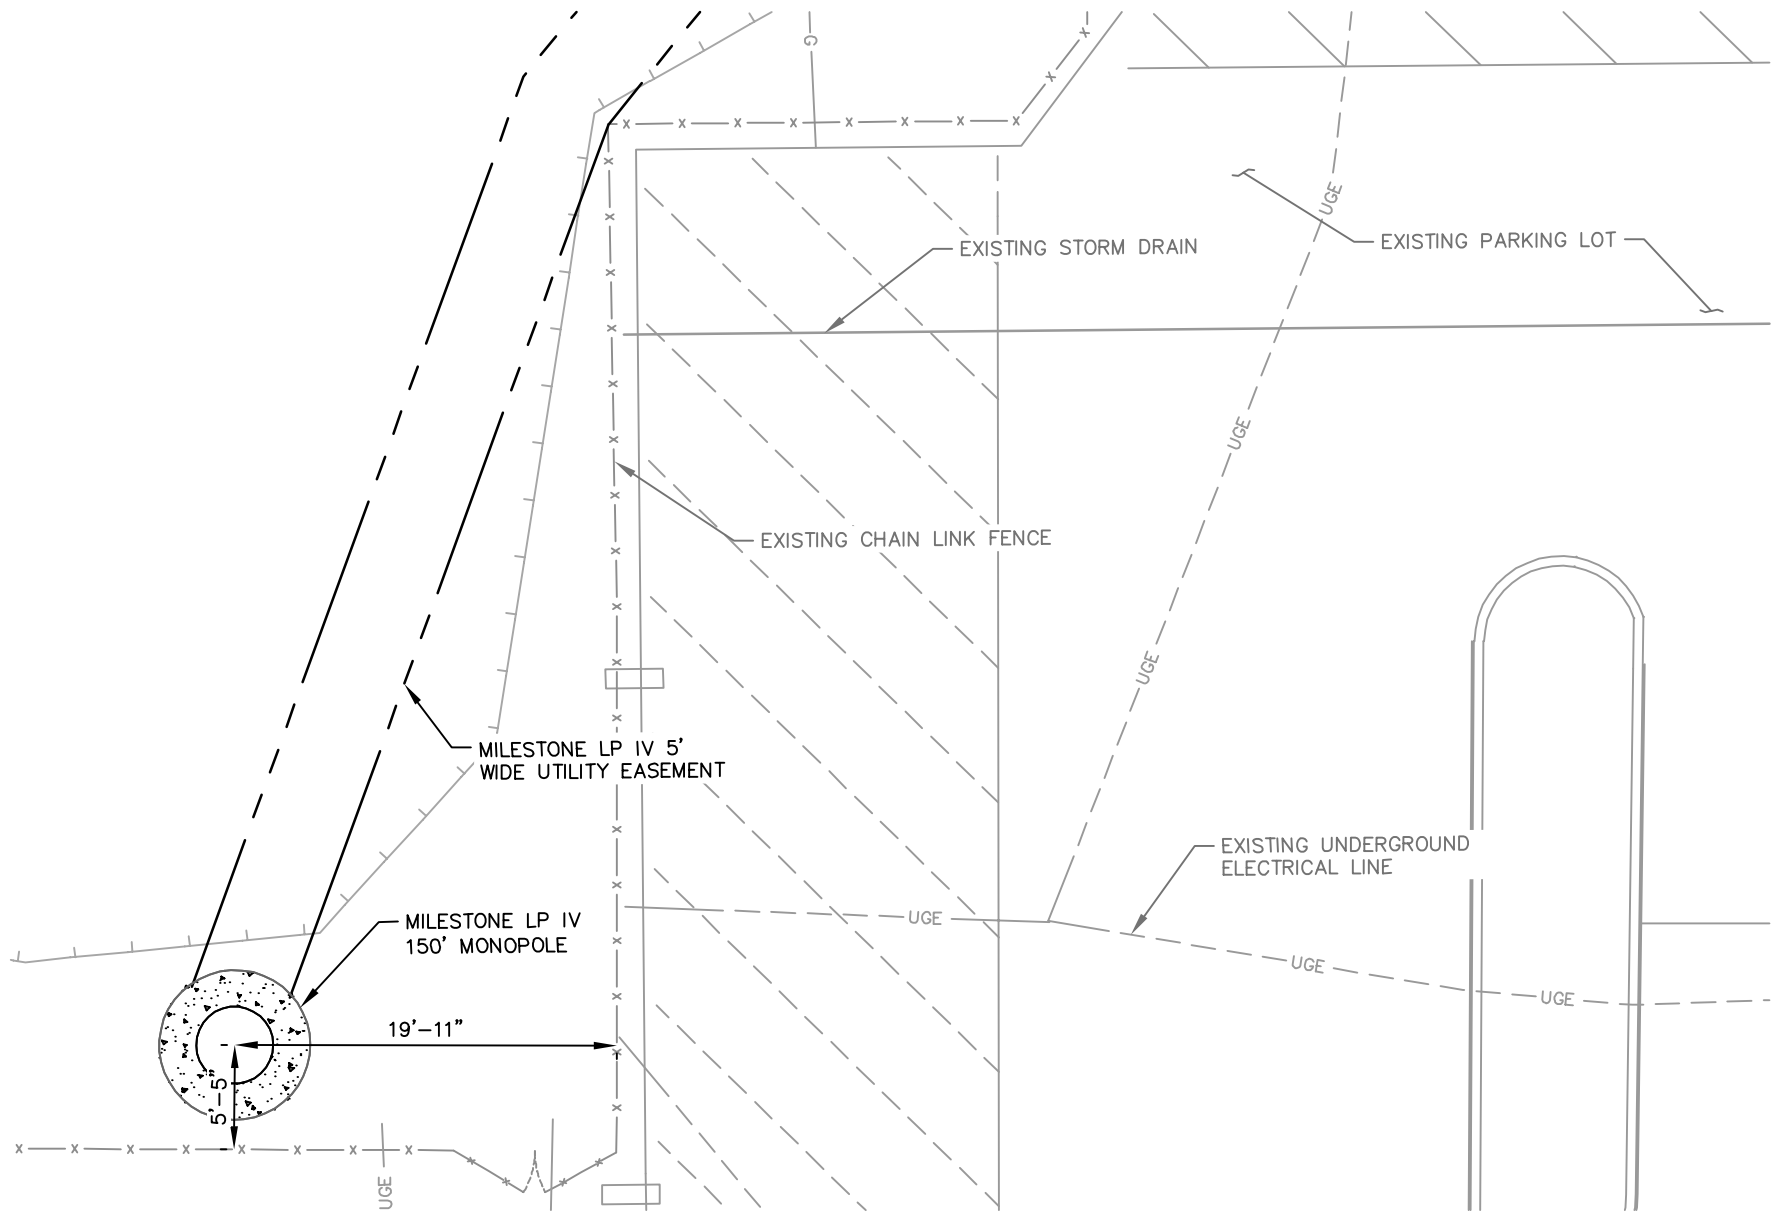 G
UGE
EXISTING STORM DRAIN
EXISTING PARKING LOT
UGE
EXISTING CHAIN LINK FENCE
UGE
MILESTONE LP IV 5'
WIDE UTILITY EASEMENT
EXISTING UNDERGROUND
ELECTRICAL LINE
MILESTONE LP IV
150' MONOPOLE
UGE
UGE
UGE
19'-11"
5'-5"
UGE